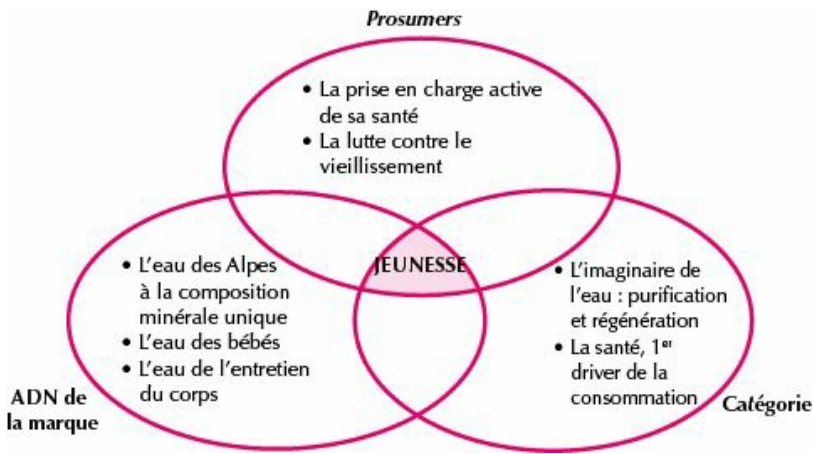 Prosumers
• La prise en charge active
de sa santé
• La lutte contre le
vieillissement
JEUNESSE
• L'eau des Alpes
à la composition
minérale unique
• L'eau des bébés
• L'eau de l'entretien
du corps
ADN de
la marque
• L'imaginaire de
l'eau : purification
et régénération
• La santé, 1er
driver de la
consommation
Catégorie